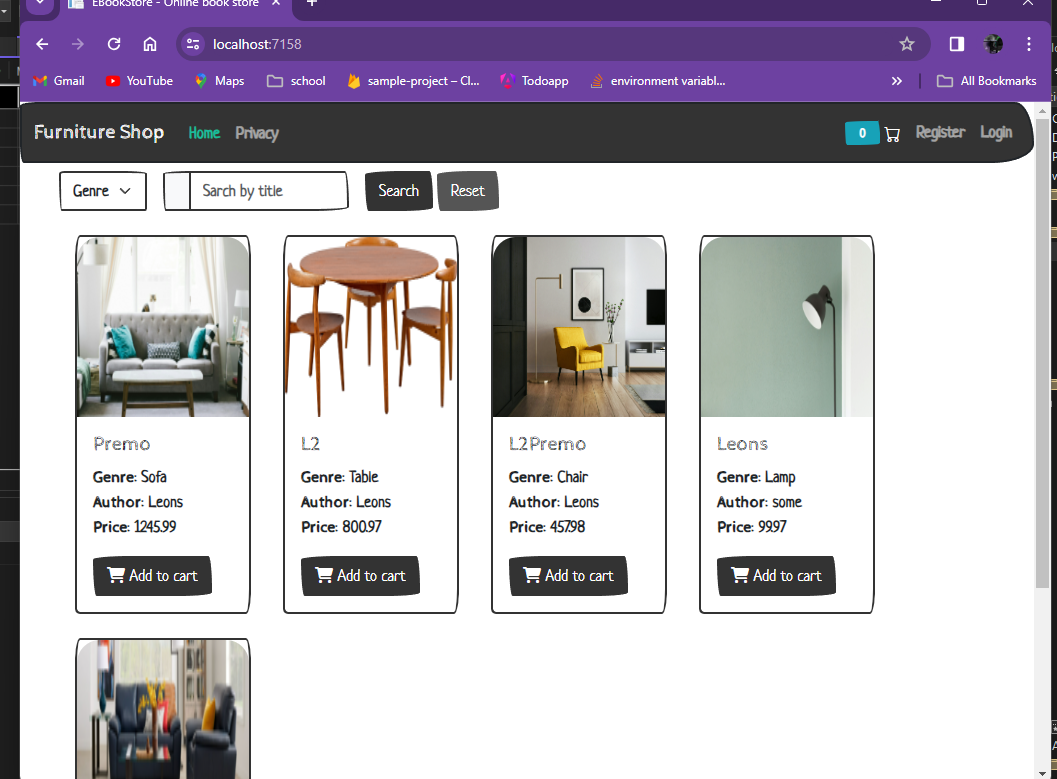 EBookStore - Online book store
localhost:7158
Gmail YouTube Maps school sample-project – Cl... Todoapp environment variabl... » All Bookmarks
Furniture Shop Home Privacy 0 Register Login
Genre Sarch by title Search Reset
Premo
Genre: Sofa
Author: Leons
Price: 1245.99
Add to cart
L2
Genre: Table
Author: Leons
Price: 800.97
Add to cart
L2Premo
Genre: Chair
Author: Leons
Price: 457.98
Add to cart
Leons
Genre: Lamp
Author: some
Price: 99.97
Add to cart